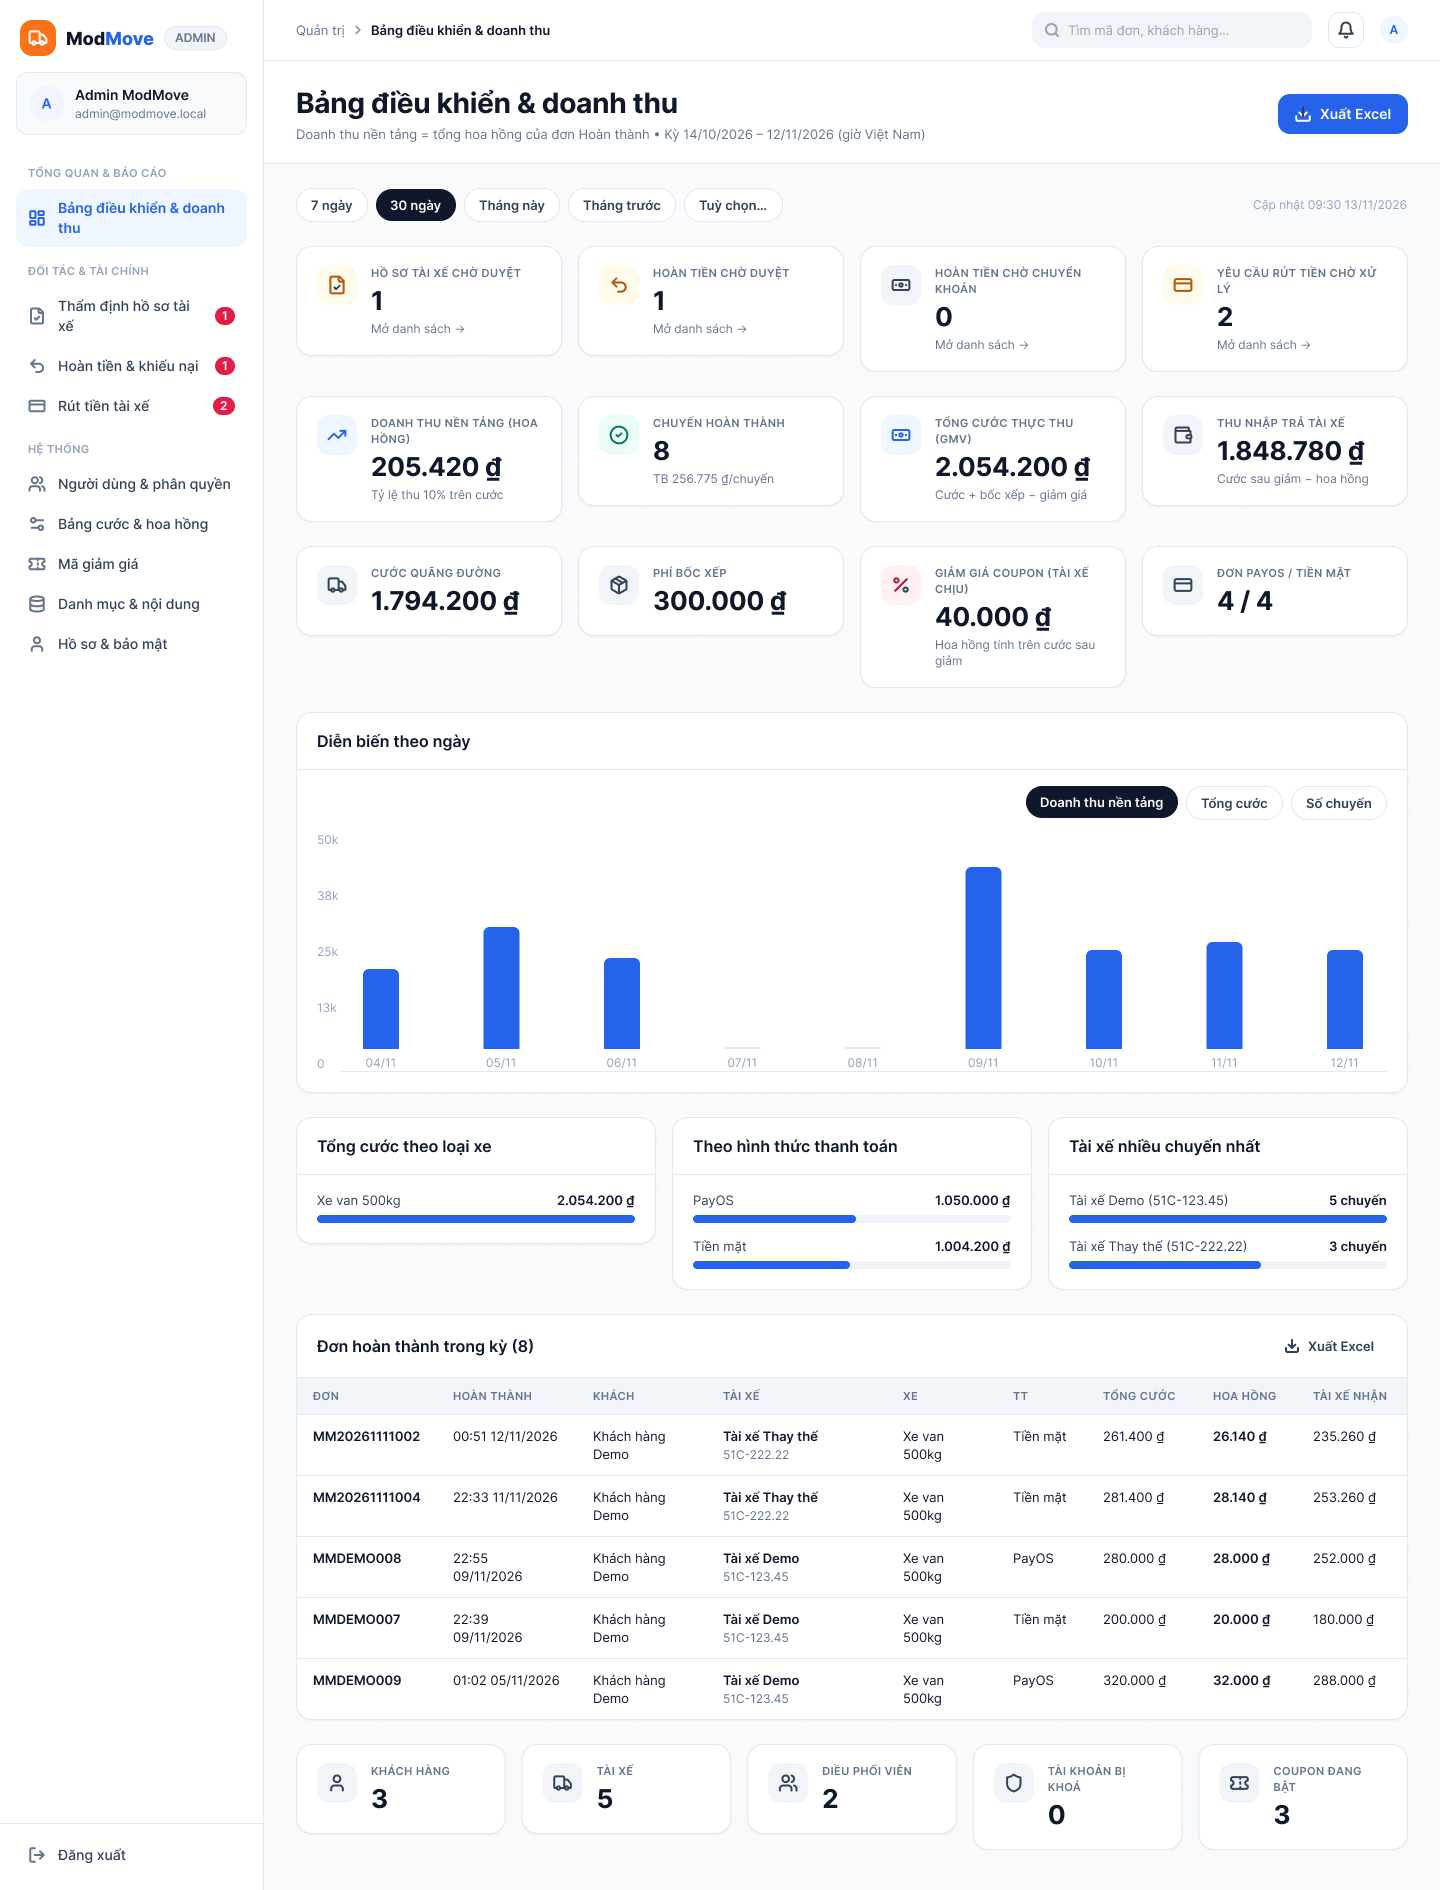 ModMove ADMIN
A
Admin ModMove
admin@modmove.local
TỔNG QUAN & BÁO CÁO
Bảng điều khiển & doanh
thu
ĐỐI TÁC & TÀI CHÍNH
Thẩm định hồ sơ tài
xế
1
Hoàn tiền & khiếu nại 1
Rút tiền tài xế 2
HỆ THỐNG
Người dùng & phân quyền
Bảng cước & hoa hồng
Mã giảm giá
Danh mục & nội dung
Hồ sơ & bảo mật
Đăng xuất
Quản trị > Bảng điều khiển & doanh thu
Tìm mã đơn, khách hàng...
A
Bảng điều khiển & doanh thu
Doanh thu nền tảng = tổng hoa hồng của đơn Hoàn thành • Kỳ 14/10/2026 – 12/11/2026 (giờ Việt Nam)
Xuất Excel
7 ngày 30 ngày Tháng này Tháng trước Tuỳ chọn...
Cập nhật 09:30 13/11/2026
HỒ SƠ TÀI XẾ CHỜ DUYỆT
1
Mở danh sách →
HOÀN TIỀN CHỜ DUYỆT
1
Mở danh sách →
HOÀN TIỀN CHỜ CHUYỂN
KHOẢN
0
Mở danh sách →
YÊU CẦU RÚT TIỀN CHỜ XỬ
LÝ
2
Mở danh sách →
DOANH THU NỀN TẢNG (HOA
HỒNG)
205.420 ₫
Tỷ lệ thu 10% trên cước
CHUYẾN HOÀN THÀNH
8
TB 256.775 ₫/chuyến
TỔNG CƯỚC THỰC THU
(GMV)
2.054.200 ₫
Cước + bốc xếp − giảm giá
THU NHẬP TRẢ TÀI XẾ
1.848.780 ₫
Cước sau giảm − hoa hồng
CƯỚC QUÃNG ĐƯỜNG
1.794.200 ₫
PHÍ BỐC XẾP
300.000 ₫
GIẢM GIÁ COUPON (TÀI XẾ
CHỊU)
40.000 ₫
Hoa hồng tính trên cước sau
giảm
ĐƠN PAYOS / TIỀN MẶT
4 / 4
Diễn biến theo ngày
Doanh thu nền tảng Tổng cước Số chuyến
50k
38k
25k
13k
0
04/11 05/11 06/11 07/11 08/11 09/11 10/11 11/11 12/11
Tổng cước theo loại xe
Xe van 500kg 2.054.200 ₫
Theo hình thức thanh toán
PayOS 1.050.000 ₫
Tiền mặt 1.004.200 ₫
Tài xế nhiều chuyến nhất
Tài xế Demo (51C-123.45) 5 chuyến
Tài xế Thay thế (51C-222.22) 3 chuyến
Đơn hoàn thành trong kỳ (8)
Xuất Excel
ĐƠN HOÀN THÀNH KHÁCH TÀI XẾ XE TT TỔNG CƯỚC HOA HỒNG TÀI XẾ NHẬN
MM20261111002 00:51 12/11/2026 Khách hàng Tài xế Thay thế Xe van Tiền mặt 261.400 ₫ 26.140 ₫ 235.260 ₫
Demo 51C-222.22 500kg
MM20261111004 22:33 11/11/2026 Khách hàng Tài xế Thay thế Xe van Tiền mặt 281.400 ₫ 28.140 ₫ 253.260 ₫
Demo 51C-222.22 500kg
MMDEMO008 22:55 Khách hàng Tài xế Demo Xe van PayOS 280.000 ₫ 28.000 ₫ 252.000 ₫
09/11/2026 Demo 51C-123.45 500kg
MMDEMO007 22:39 Khách hàng Tài xế Demo Xe van Tiền mặt 200.000 ₫ 20.000 ₫ 180.000 ₫
09/11/2026 Demo 51C-123.45 500kg
MMDEMO009 01:02 05/11/2026 Khách hàng Tài xế Demo Xe van PayOS 320.000 ₫ 32.000 ₫ 288.000 ₫
Demo 51C-123.45 500kg
KHÁCH HÀNG
3
TÀI XẾ
5
ĐIỀU PHỐI VIÊN
2
TÀI KHOẢN BỊ
KHOÁ
0
COUPON ĐANG
BẬT
3